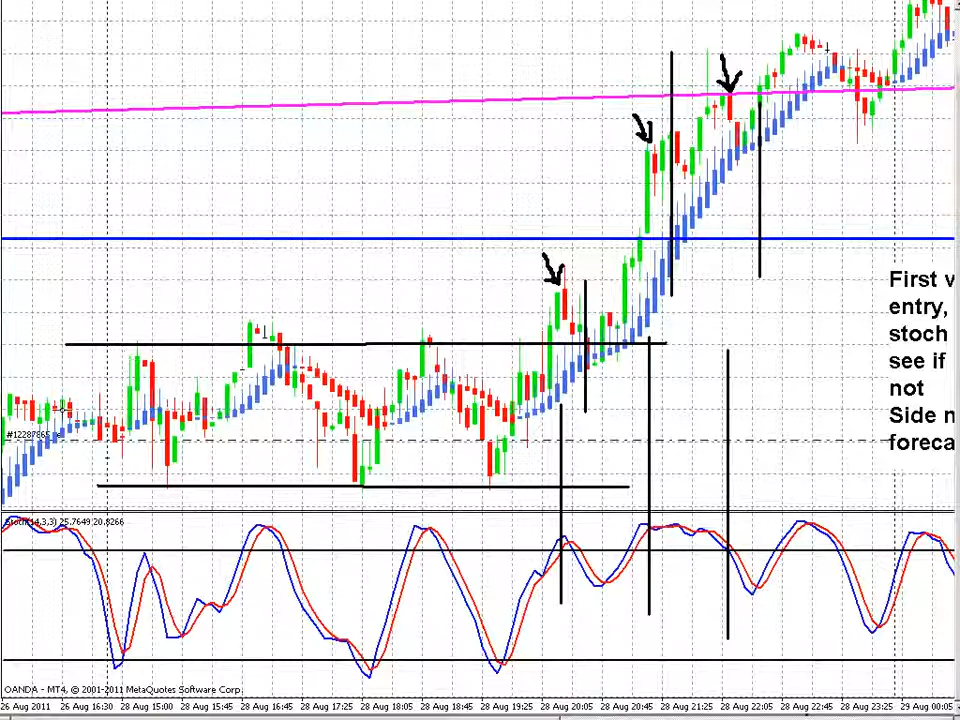 First v
entry,
stoch
see if
not
Side n
foreca
#12287665
Stoch(14,3,3) 25.7649 20.8266
OANDA - MT4, © 2001-2011 MetaQuotes Software Corp.
26 Aug 2011 26 Aug 16:30 28 Aug 15:00 28 Aug 15:45 28 Aug 16:45 28 Aug 17:25 28 Aug 18:05 28 Aug 18:45 28 Aug 19:25 28 Aug 20:05 28 Aug 20:45 28 Aug 21:25 28 Aug 22:05 28 Aug 22:45 28 Aug 23:25 29 Aug 00:05